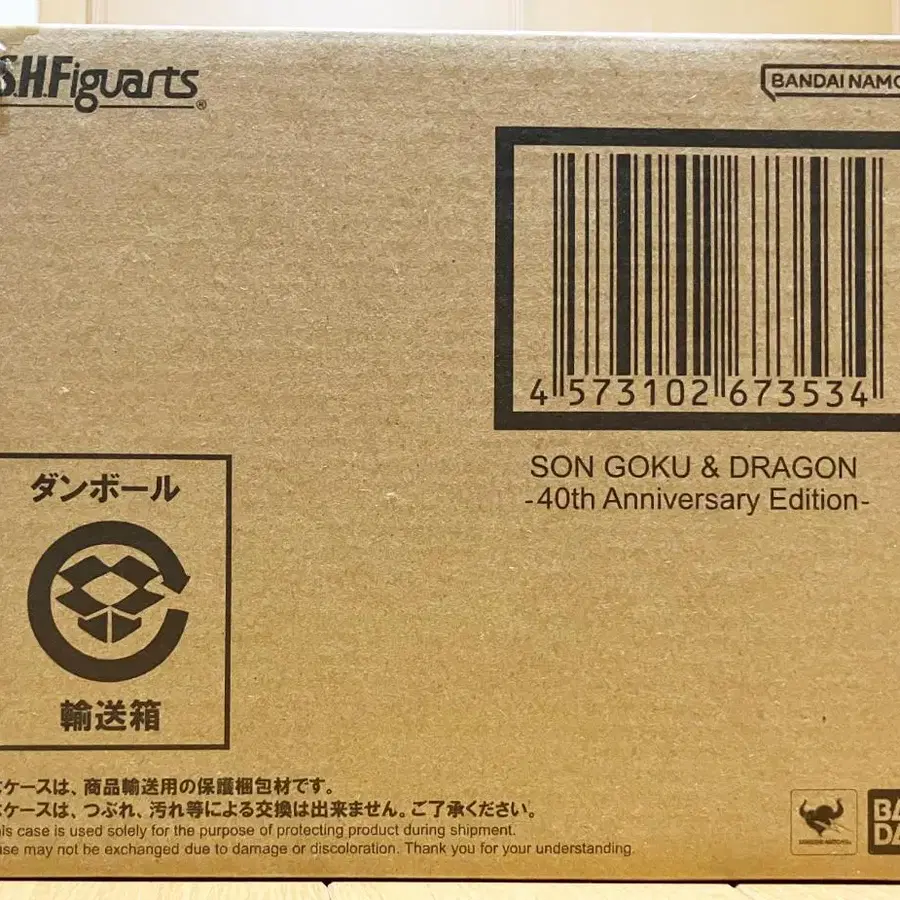 S.H.Figuarts®
BANDAI NAMCO
4 573102 673534
SON GOKU & DRAGON
-40th Anniversary Edition-
ダンボール
輸送箱
ケースは、商品輸送用の保護梱包材です。
ケースは、つぶれ、汚れ等による交換は出来ません。ご了承ください。
his case is used solely for the purpose of protecting product during shipment.
se may not be exchanged due to damage or discoloration. Thank you for your understanding.
BA
DA